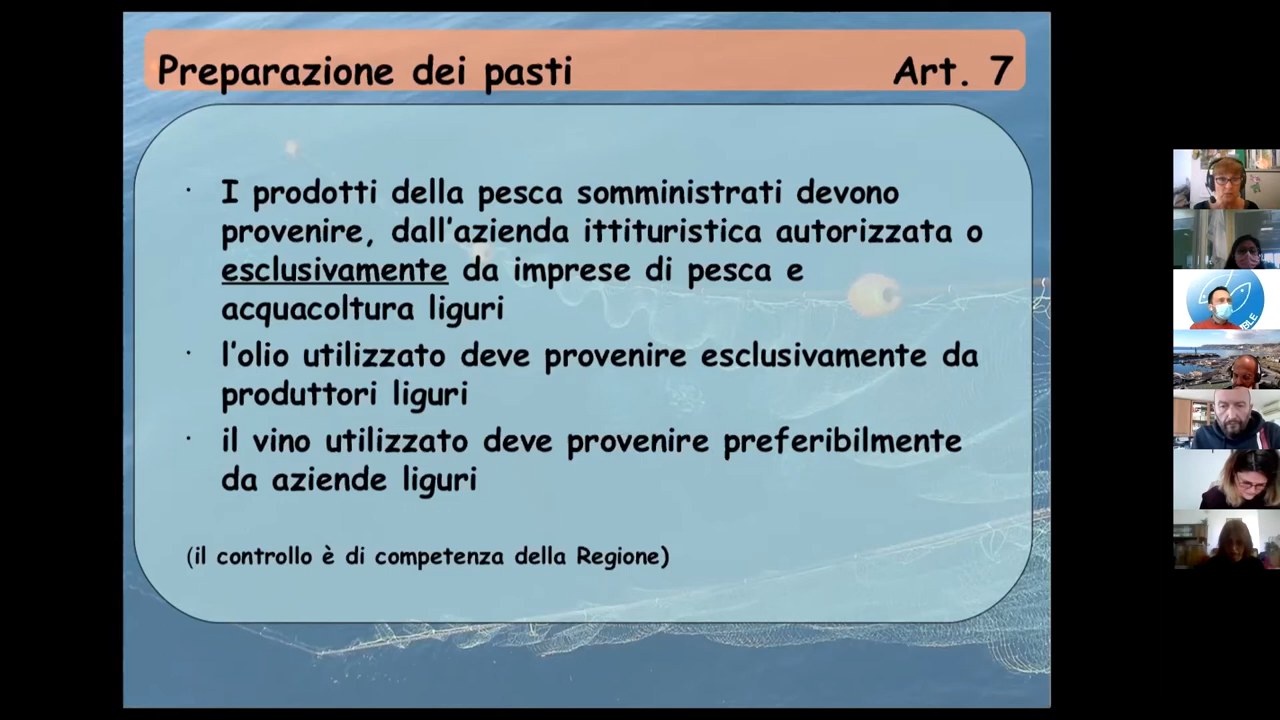 Preparazione dei pasti Art. 7
· I prodotti della pesca somministrati devono
provenire, dall'azienda ittituristica autorizzata o
esclusivamente da imprese di pesca e
acquacoltura liguri
· l'olio utilizzato deve provenire esclusivamente da
produttori liguri
· il vino utilizzato deve provenire preferibilmente
da aziende liguri
(il controllo è di competenza della Regione)